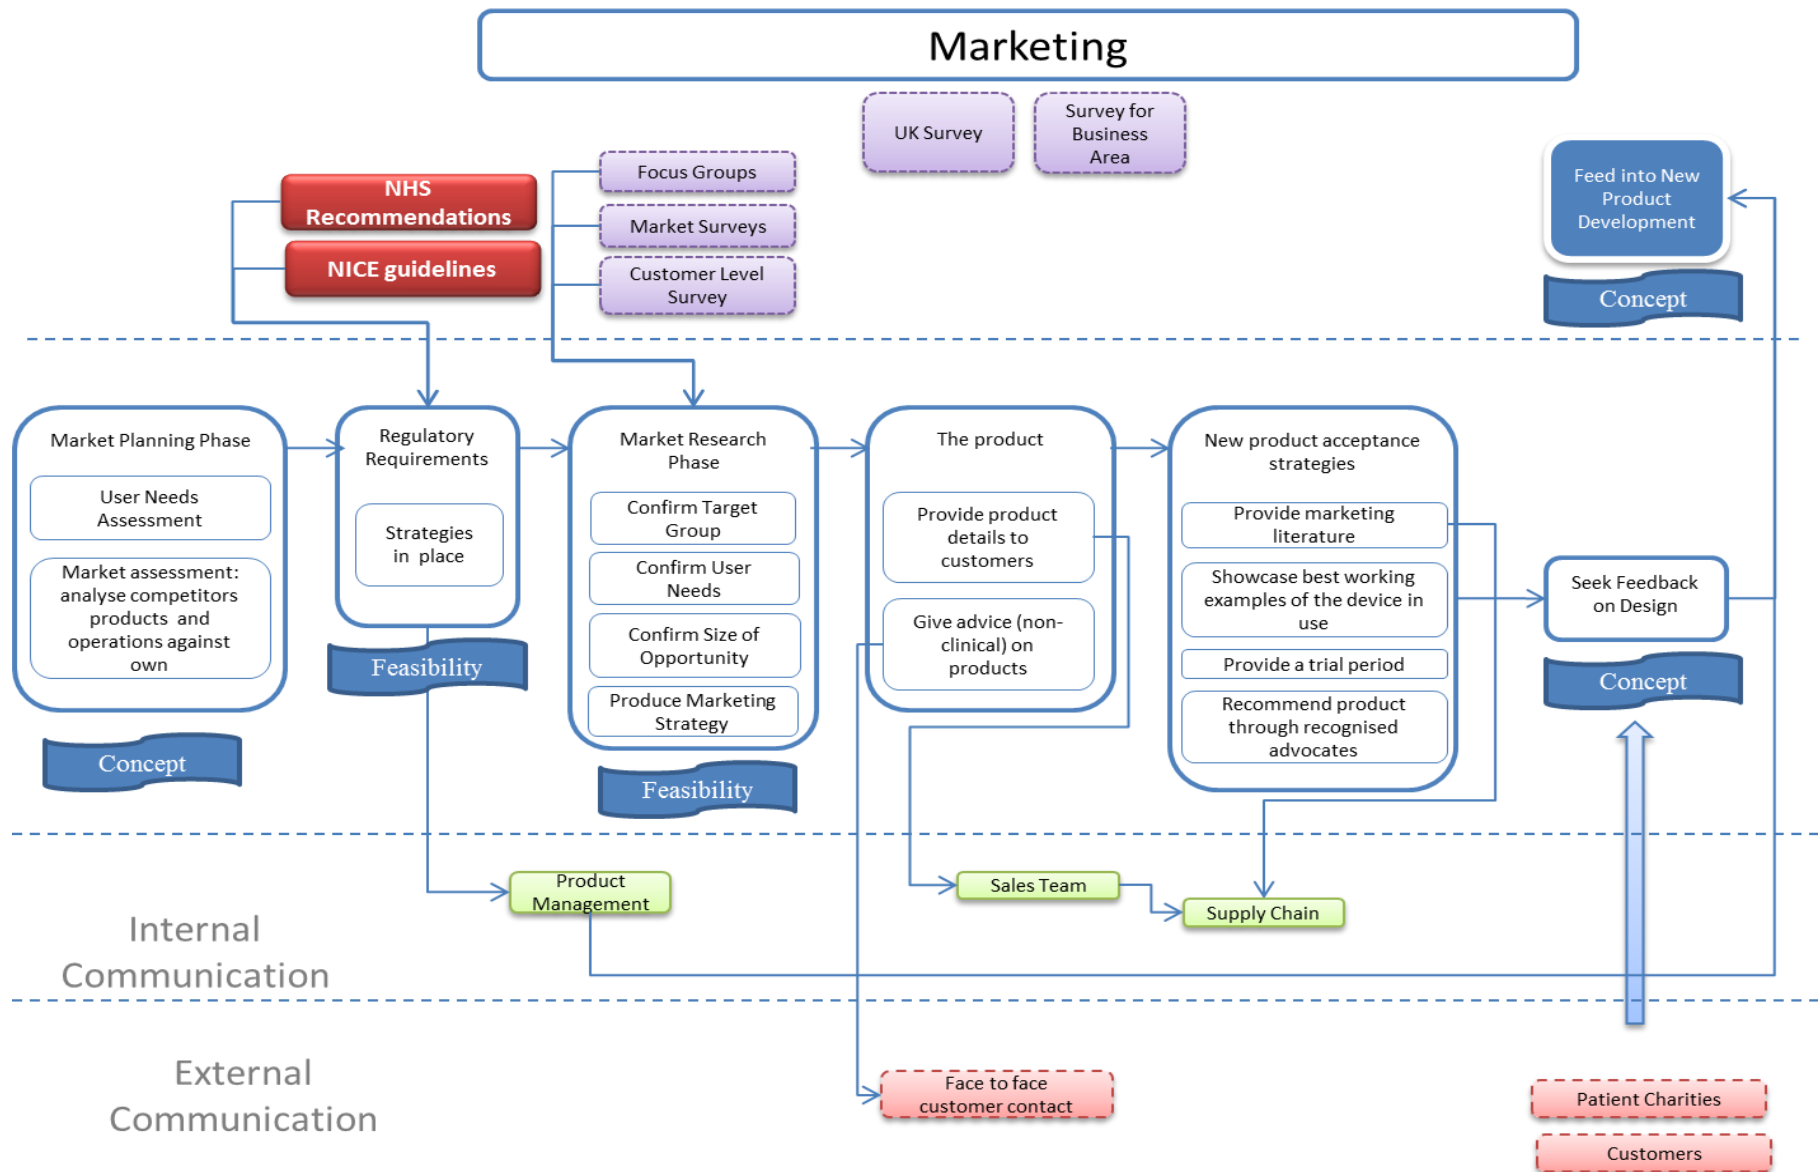 Marketing
UK Survey
Survey for
Business
Area
Focus Groups
Market Surveys
Customer Level
Survey
NHS
Recommendations
NICE guidelines
Feed into New
Product
Development
Concept
Market Planning Phase
User Needs
Assessment
Market assessment:
analyse competitors
products and
operations against
own
Concept
Regulatory
Requirements
Strategies
in place
Feasibility
Market Research
Phase
Confirm Target
Group
Confirm User
Needs
Confirm Size of
Opportunity
Produce Marketing
Strategy
Feasibility
The product
Provide product
details to
customers
Give advice (non-
clinical) on
products
New product acceptance
strategies
Provide marketing
literature
Showcase best working
examples of the device in
use
Provide a trial period
Recommend product
through recognised
advocates
Seek Feedback
on Design
Concept
Internal
Communication
Product
Management
Sales Team
Supply Chain
External
Communication
Face to face
customer contact
Patient Charities
Customers